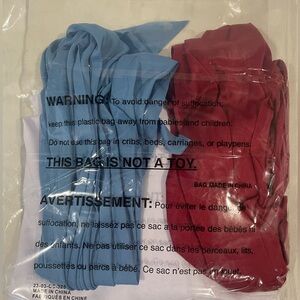 WARNING: To avoid danger of suffocation,
keep this plastic bag away from babies and children.
Do not use this bag in cribs, beds, carriages, or playpens.
THIS BAG IS NOT A TOY.
BAG MADE IN CHINA
AVERTISSEMENT: Pour éviter le danger de
suffocation, ne laissez pas ce sac à la portée des bébés ni
des enfants. Ne pas utiliser ce sac dans les berceaux, lits,
poussettes ou parcs à bébé. Ce sac n'est pas un jouet.
MADE IN CHINA
FABRIQUÉS EN CHINE